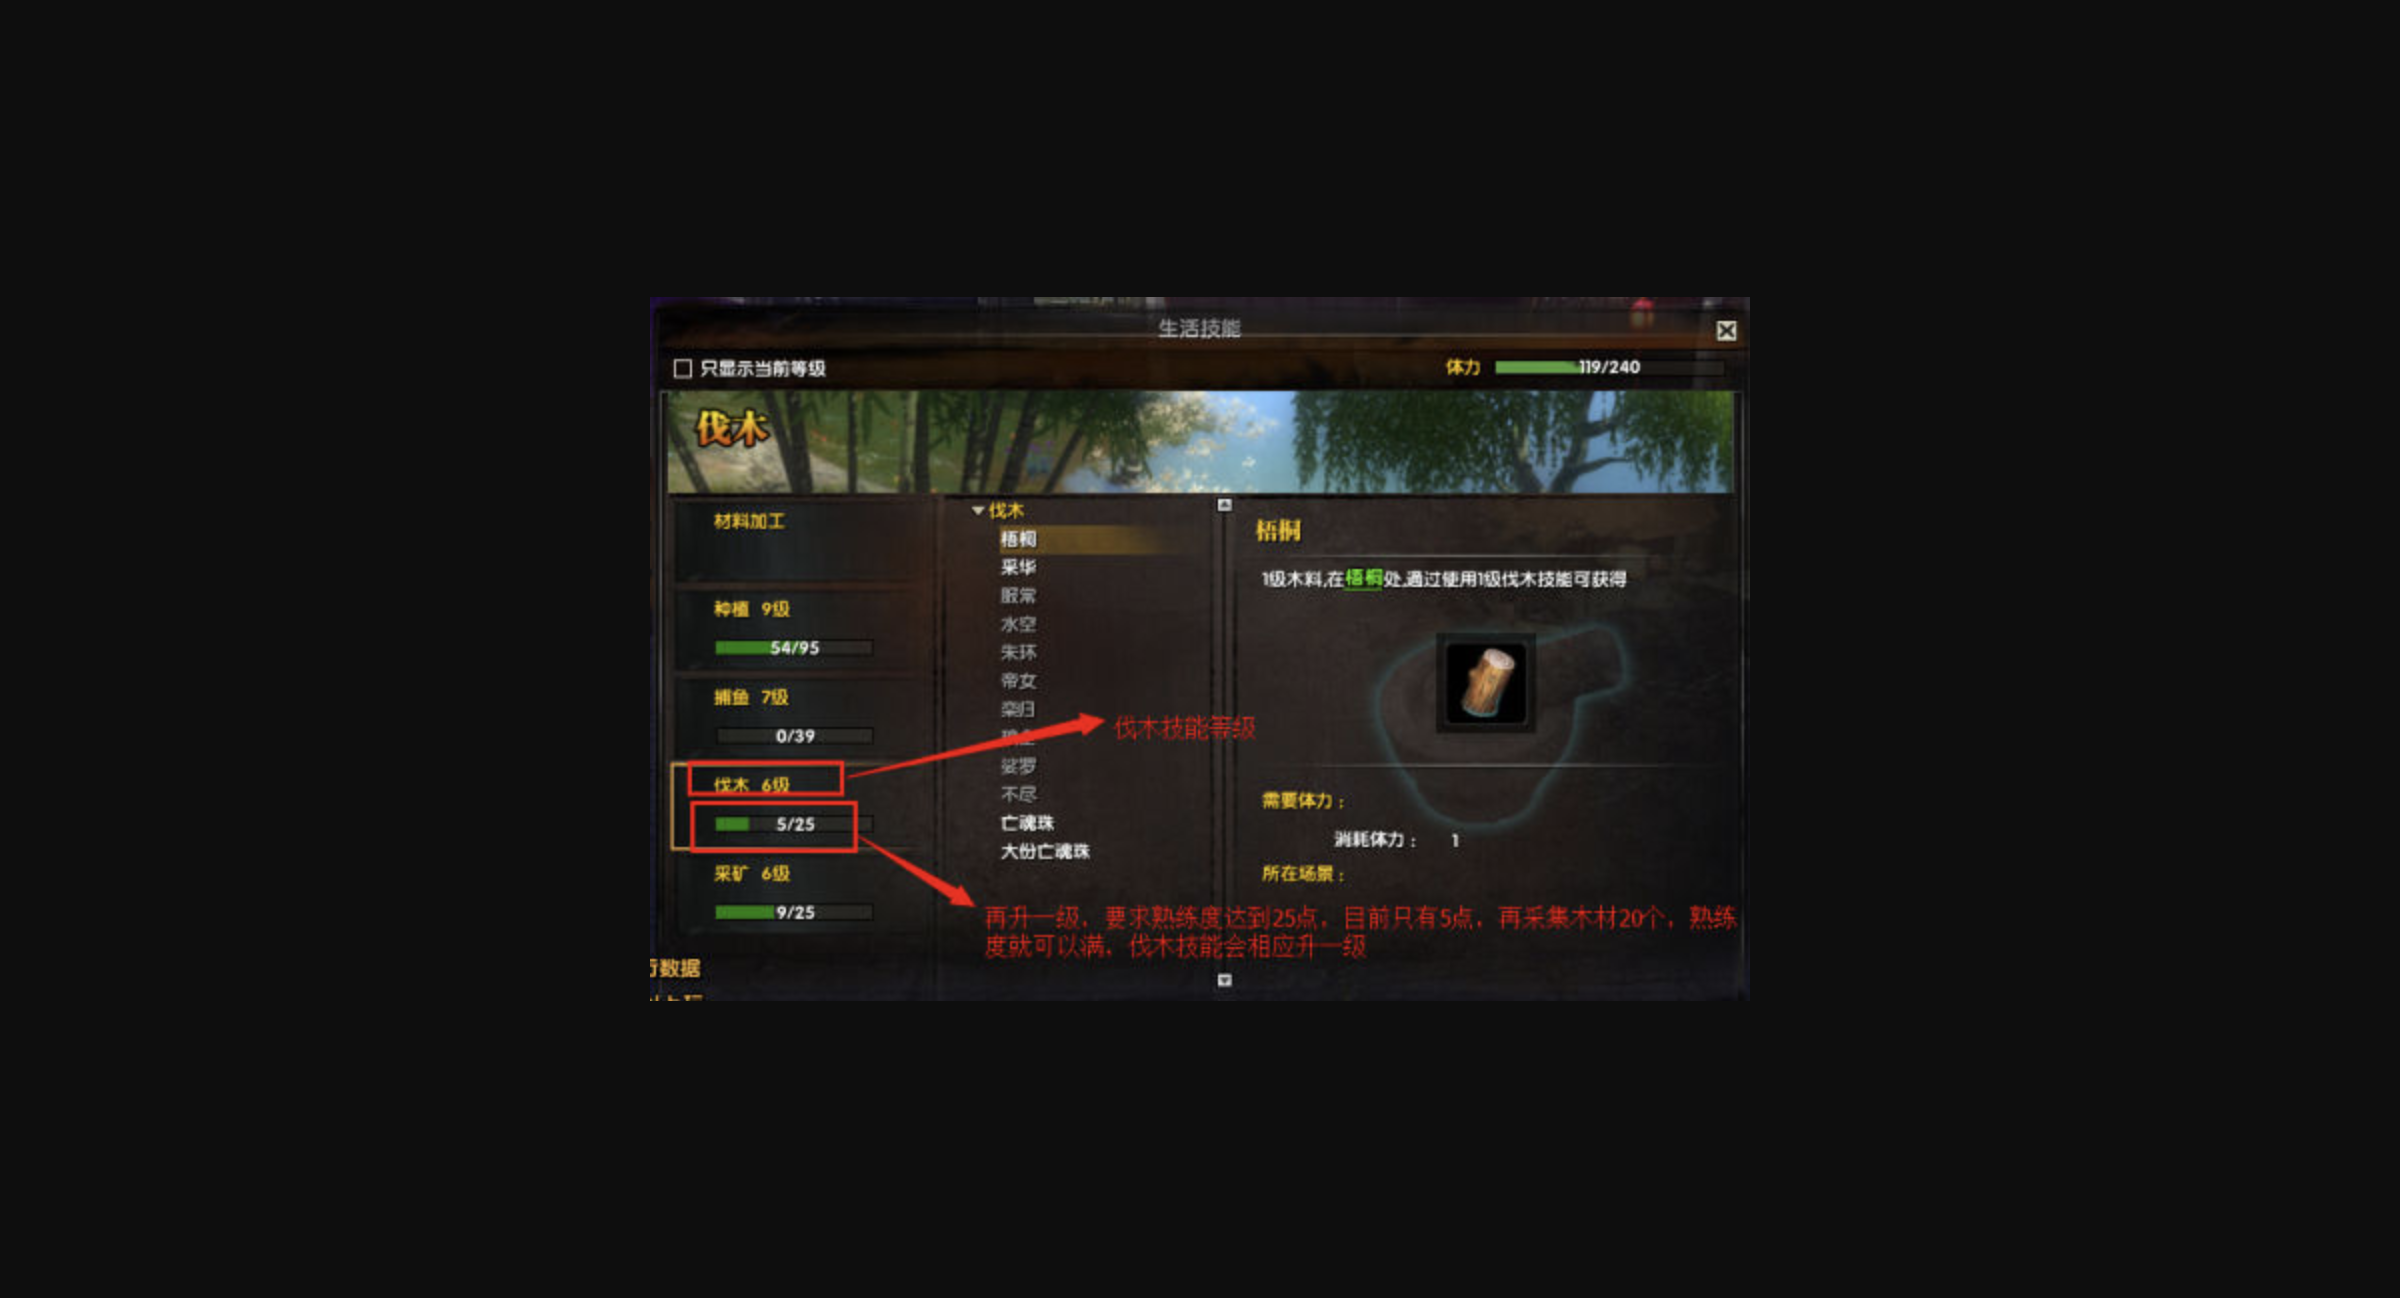 生活技能
只显示当前等级
体力 119/240
伐木
材料加工
种植 9级
54/95
捕鱼 7级
0/39
伐木 6级
5/25
采矿 6级
9/25
伐木
梧桐
采华
服常
水空
朱环
帝女
栾归
娑罗
不尽
亡魂珠
大份亡魂珠
梧桐
1级木料,在梧桐处,通过使用1级伐木技能可获得
伐木技能等级
需要体力：
消耗体力： 1
所在场景：
再升一级，要求熟练度达到25点，目前只有5点，再采集木材20个，熟练
度就可以满，伐木技能会相应升一级
数据